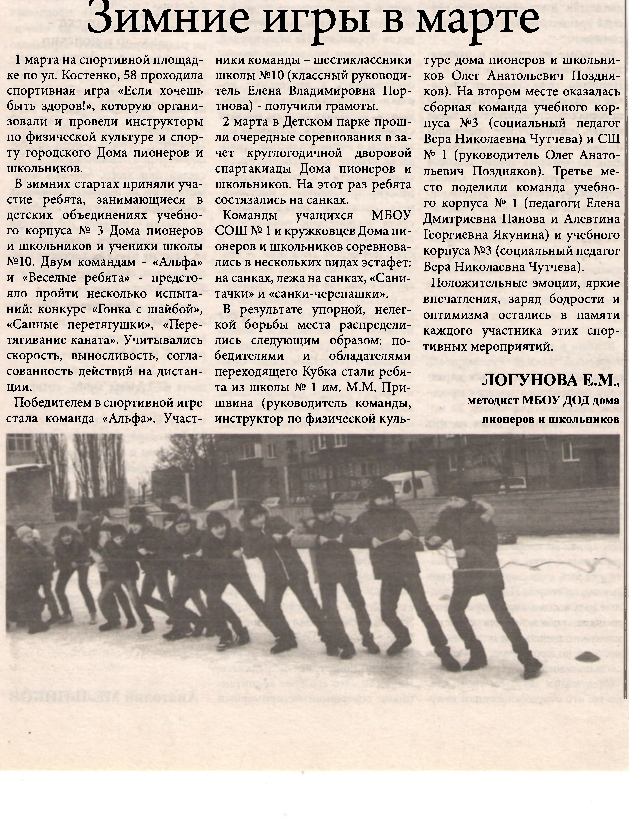 Зимние игры в марте
1 марта на спортивной площад-
ке по ул. Костенко, 58 проходила
спортивная игра «Если хочешь
быть здоров!», которую органи-
зовали и провели инструкторы
по физической культуре и спор-
ту городского Дома пионеров и
школьников.
В зимних стартах приняли уча-
стие ребята, занимающиеся в
детских объединениях учебно-
го корпуса № 3 Дома пионеров
и школьников и ученики школы
№10. Двум командам - «Альфа»
и «Веселые ребята» - предсто-
яло пройти несколько испыта-
ний: конкурс «Гонка с шайбой»,
«Санные перетягушки», «Пере-
тягивание каната». Учитывались
скорость, выносливость, согла-
сованность действий на дистан-
ции.
Победителем в спортивной игре
стала команда «Альфа». Участ-
ники команды – шестиклассники
школы №10 (классный руководи-
тель Елена Владимировна Пор-
тнова) - получили грамоты.
2 марта в Детском парке прош-
ли очередные соревнования в за-
чет круглогодичной дворовой
спартакиады Дома пионеров и
школьников. На этот раз ребята
состязались на санках.
Команды учащихся МБОУ
СОШ № 1 и кружковцев Дома пи-
онеров и школьников соревнова-
лись в нескольких видах эстафет:
на санках, лежа на санках, «Сани-
тачки» и «санки-черепашки».
В результате упорной, нелег-
кой борьбы места распредели-
лись следующим образом: по-
бедителями и обладателями
переходящего Кубка стали ребя-
та из школы № 1 им. М.М. При-
швина (руководитель команды,
инструктор по физической куль-
туре дома пионеров и школьни-
ков Олег Анатольевич Поздня-
ков). На втором месте оказалась
сборная команда учебного кор-
пуса №3 (социальный педагог
Вера Николаевна Чутчева) и СШ
№ 1 (руководитель Олег Анато-
льевич Поздняков). Третье ме-
сто поделили команда учебно-
го корпуса № 1 (педагоги Елена
Дмитриевна Панова и Алевтина
Георгиевна Якунина) и учебного
корпуса №3 (социальный педагог
Вера Николаевна Чутчева).
Положительные эмоции, яркие
впечатления, заряд бодрости и
оптимизма остались в памяти
каждого участника этих спор-
тивных мероприятий.
ЛОГУНОВА Е.М.,
методист МБОУ ДОД дома
пионеров и школьников